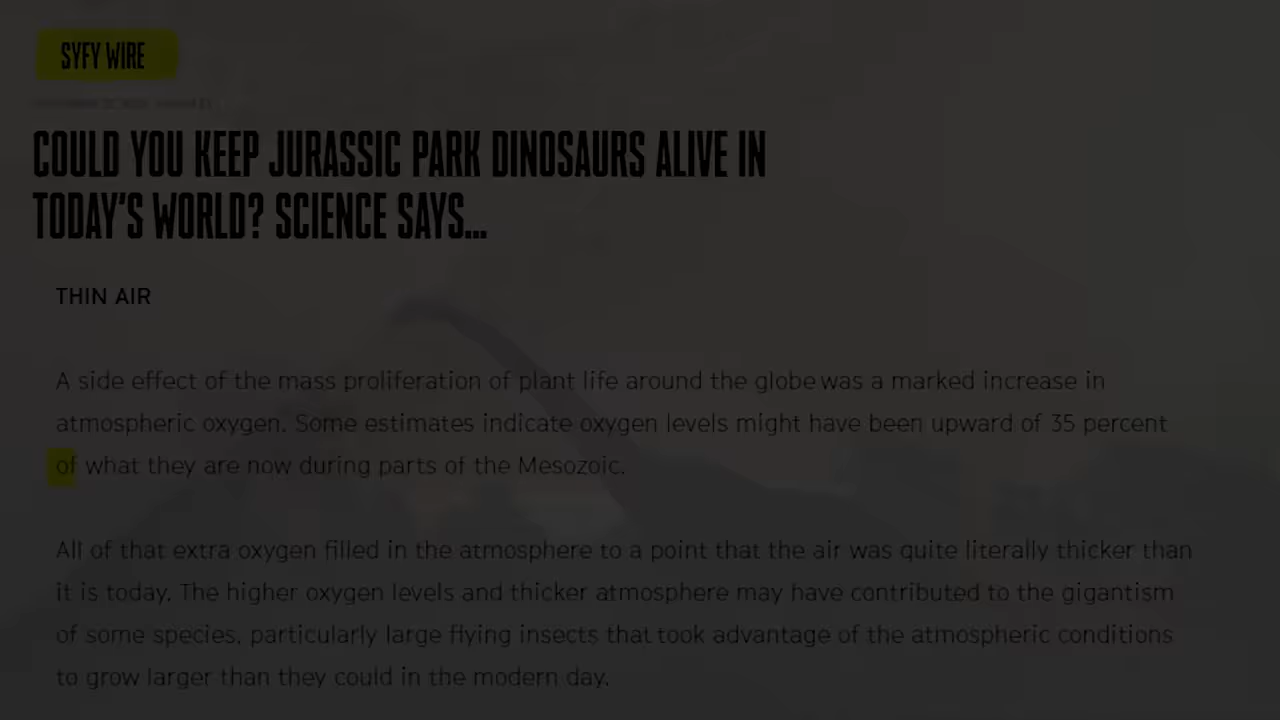 SYFY WIRE
COULD YOU KEEP JURASSIC PARK DINOSAURS ALIVE IN
TODAY'S WORLD? SCIENCE SAYS...
THIN AIR
A side effect of the mass proliferation of plant life around the globe was a marked increase in
atmospheric oxygen. Some estimates indicate oxygen levels might have been upward of 35 percent
of what they are now during parts of the Mesozoic.
All of that extra oxygen filled in the atmosphere to a point that the air was quite literally thicker than
it is today. The higher oxygen levels and thicker atmosphere may have contributed to the gigantism
of some species, particularly large flying insects that took advantage of the atmospheric conditions
to grow larger than they could in the modern day.